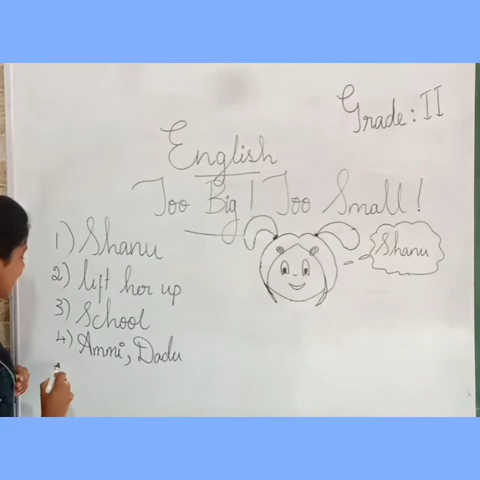 Grade: II
English
Too Big! Too Small!
1) Shanu
2) lift her up
3) School
4) Ammi, Dadu
Shanu